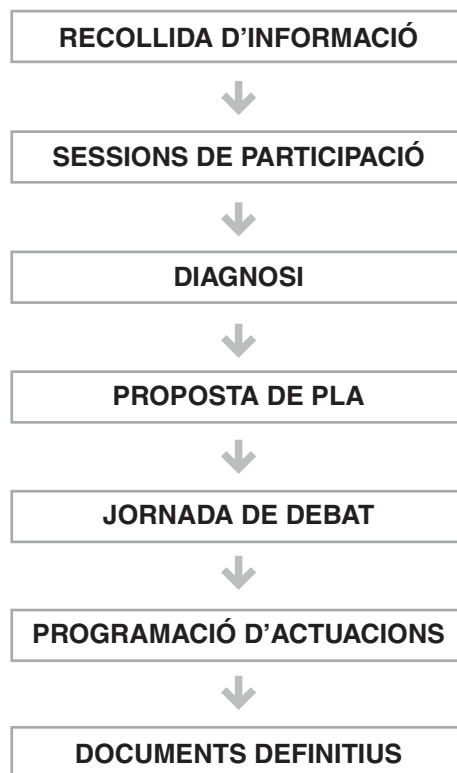 RECOLLIDA D'INFORMACIÓ
SESSIONS DE PARTICIPACIÓ
DIAGNOSI
PROPOSTA DE PLA
JORNADA DE DEBAT
PROGRAMACIÓ D'ACTUACIONS
DOCUMENTS DEFINITIUS